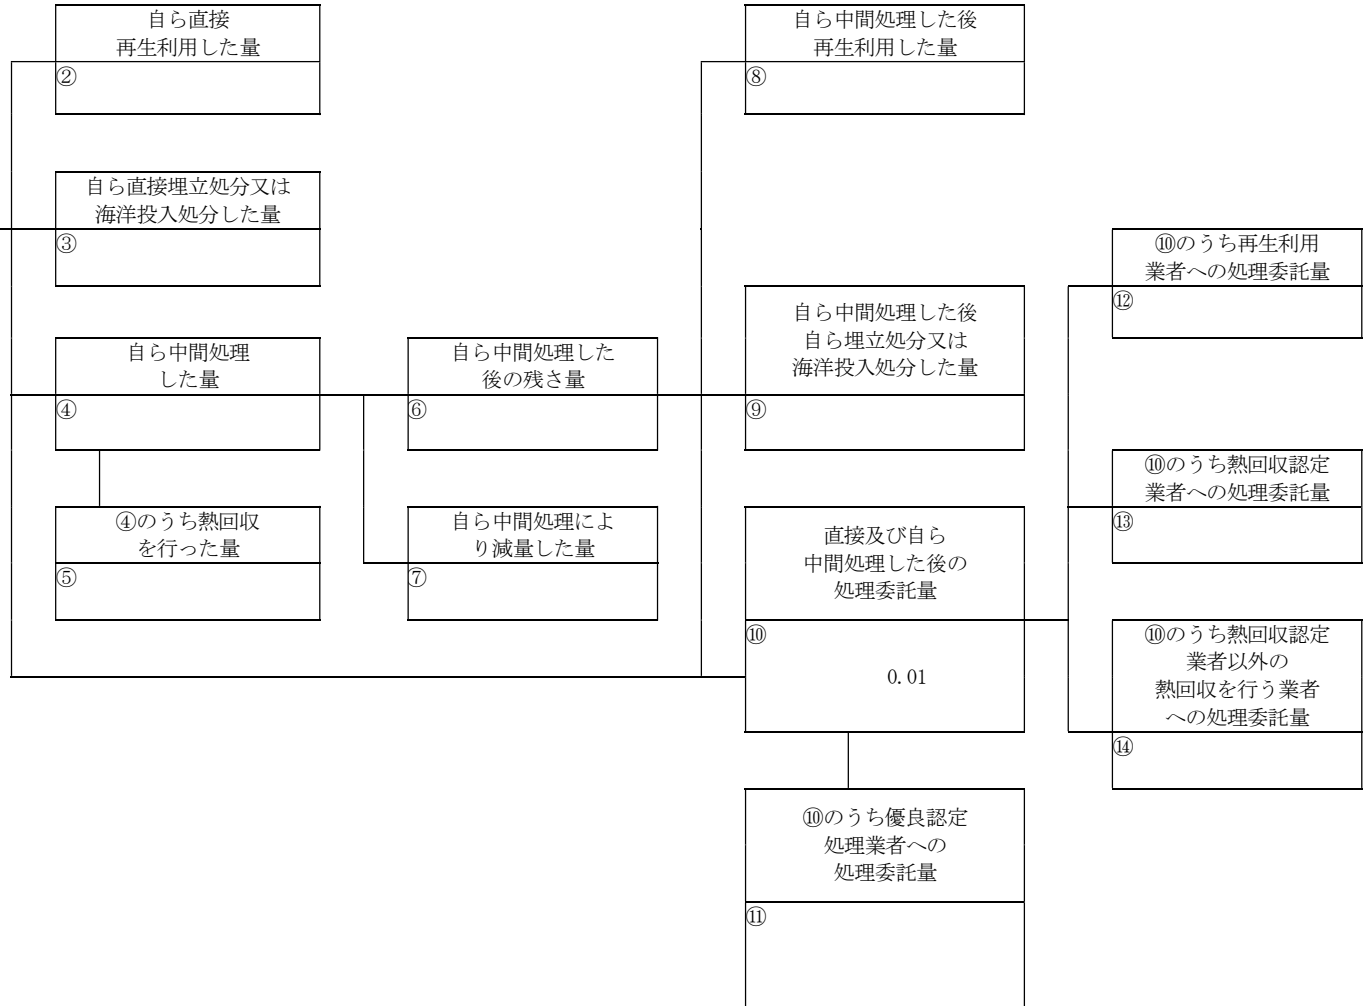 自ら直接
再生利用した量
②
自ら直接埋立処分又は
海洋投入処分した量
③
自ら中間処理
した量
④
④のうち熱回収
を行った量
⑤
自ら中間処理した
後の残さ量
⑥
自ら中間処理によ
り減量した量
⑦
自ら中間処理した後
再生利用した量
⑧
自ら中間処理した後
自ら埋立処分又は
海洋投入処分した量
⑨
直接及び自ら
中間処理した後の
処理委託量
⑩
0.01
⑩のうち優良認定
処理業者への
処理委託量
⑪
⑩のうち再生利用
業者への処理委託量
⑫
⑩のうち熱回収認定
業者への処理委託量
⑬
⑩のうち熱回収認定
業者以外の
熱回収を行う業者
への処理委託量
⑭